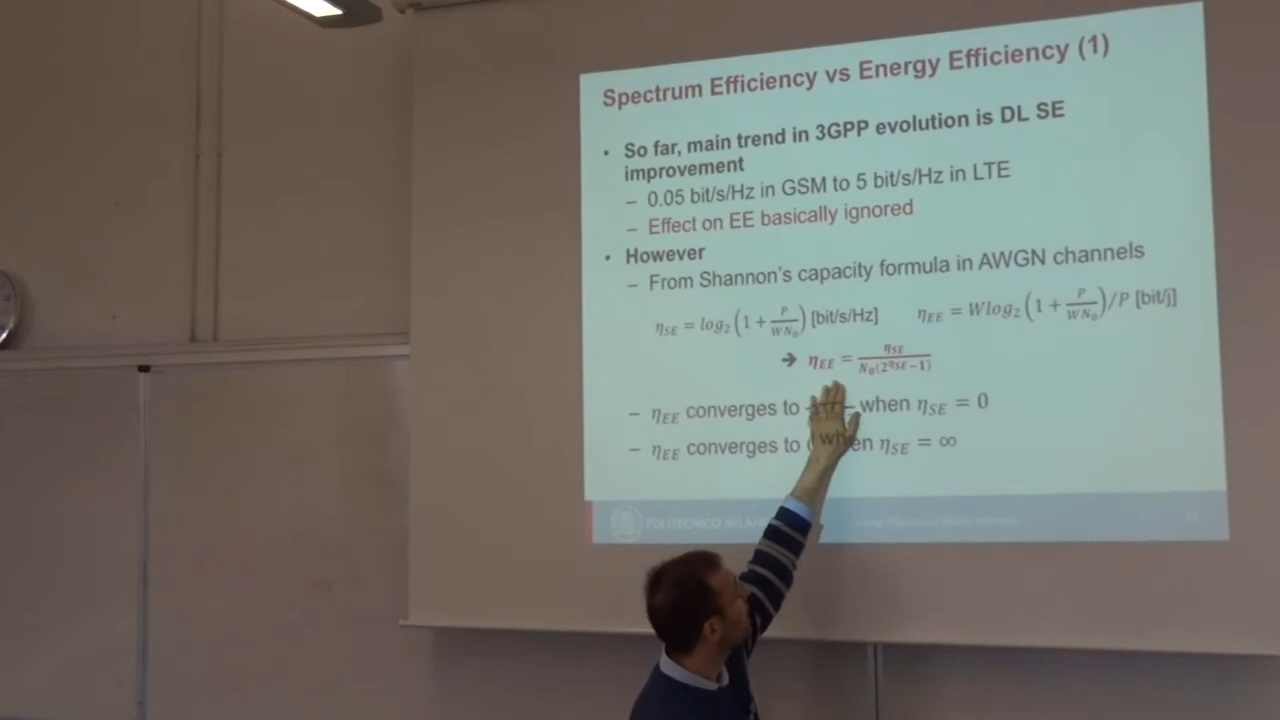 Spectrum Efficiency vs Energy Efficiency (1)
• So far, main trend in 3GPP evolution is DL SE
improvement
– 0.05 bit/s/Hz in GSM to 5 bit/s/Hz in LTE
– Effect on EE basically ignored
• However
– From Shannon's capacity formula in AWGN channels
η_SE = log₂(1 + P/(WN₀)) [bit/s/Hz] η_EE = Wlog₂(1 + P/(WN₀))/P [bit/j]
➔ η_EE = η_SE/(N₀(2^η_SE − 1))
– η_EE converges to when η_SE = 0
– η_EE converges to when η_SE = ∞
POLITECNICO